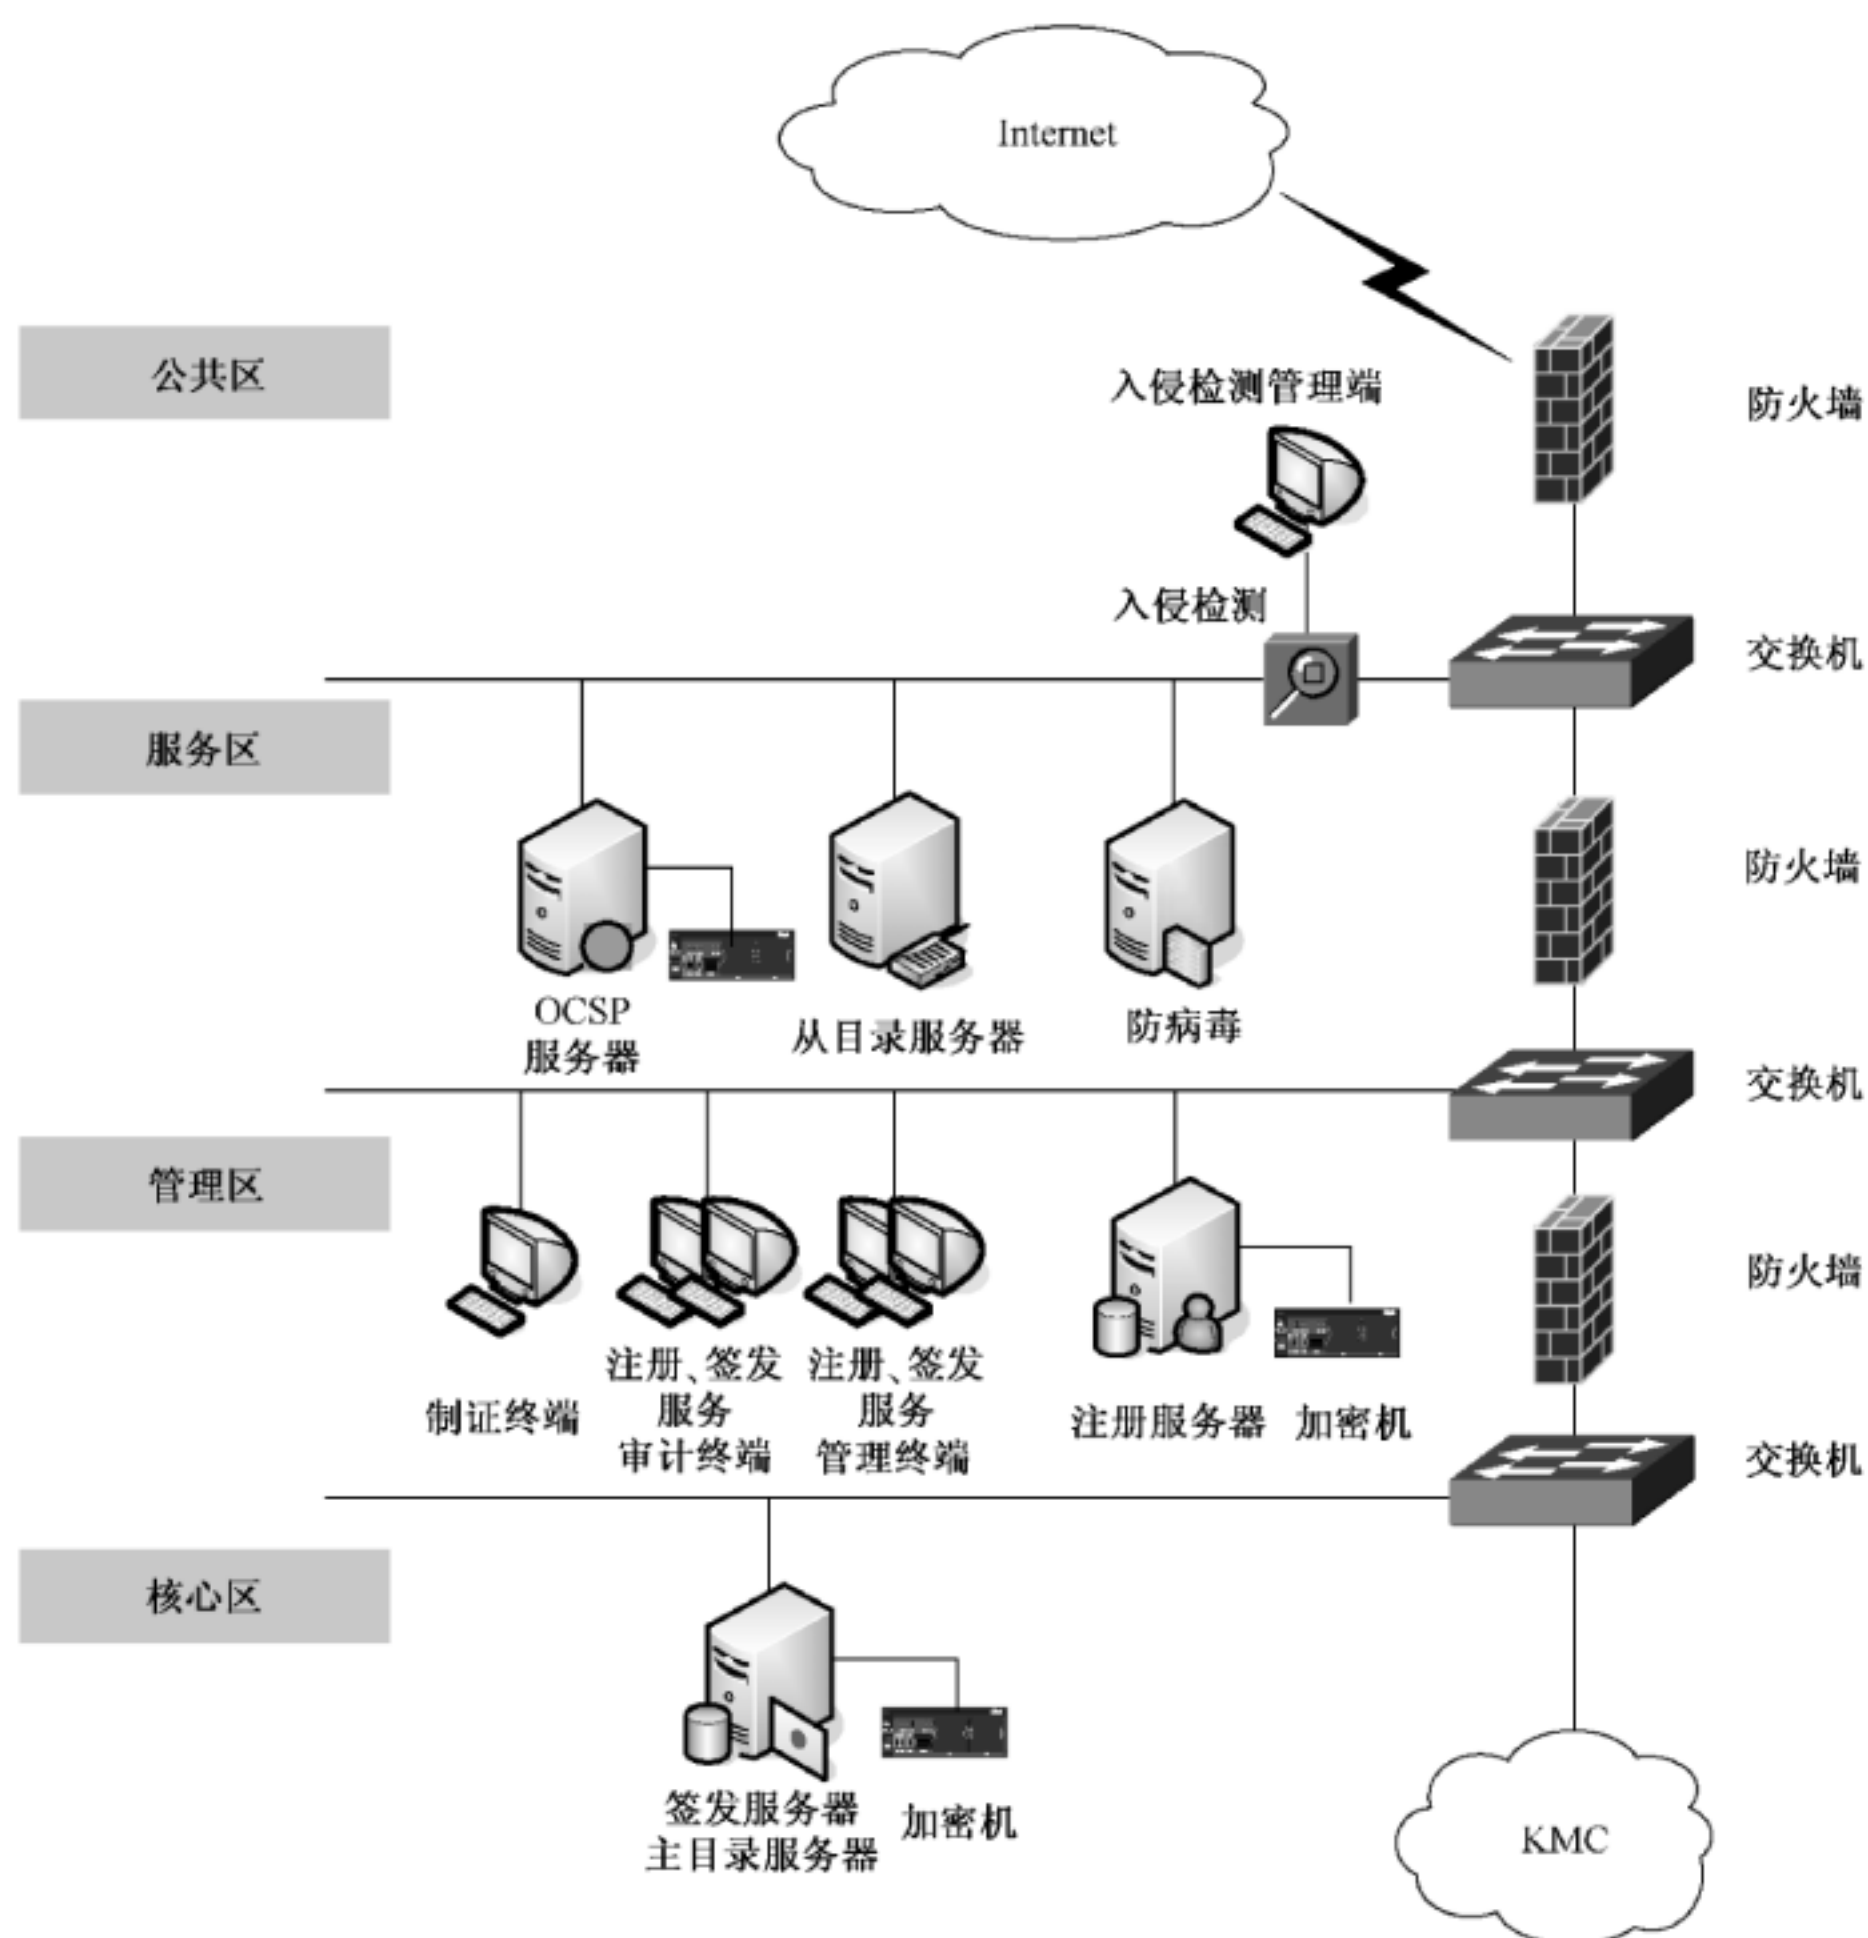 Internet
公共区
入侵检测管理端
防火墙
入侵检测
交换机
服务区
防火墙
OCSP
服务器
从目录服务器
防病毒
交换机
管理区
防火墙
制证终端
注册、签发
服务
审计终端
注册、签发
服务
管理终端
注册服务器
加密机
交换机
核心区
签发服务器
主目录服务器
加密机
KMC